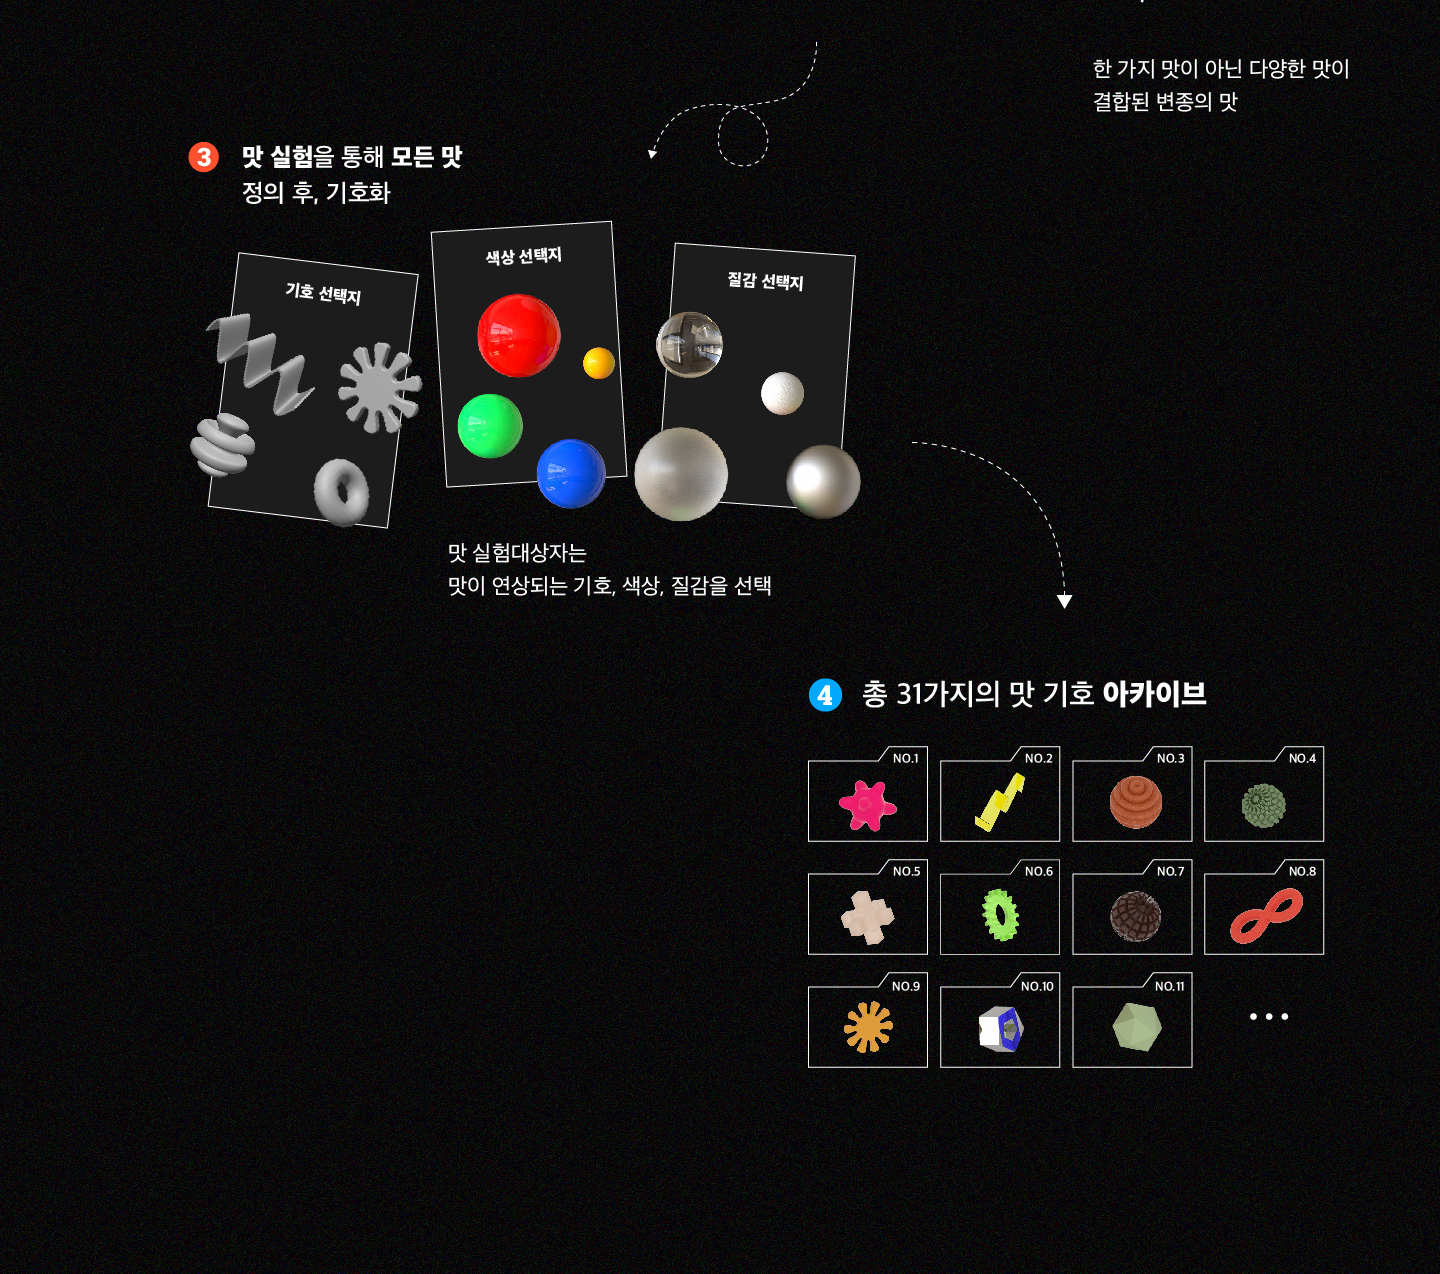 한 가지 맛이 아닌 다양한 맛이
결합된 변종의 맛
3 맛 실험을 통해 모든 맛
정의 후, 기호화
기호 선택지
색상 선택지
질감 선택지
맛 실험대상자는
맛이 연상되는 기호, 색상, 질감을 선택
4 총 31가지의 맛 기호 아카이브
NO.1
NO.2
NO.3
NO.4
NO.5
NO.6
NO.7
NO.8
NO.9
NO.10
NO.11
...